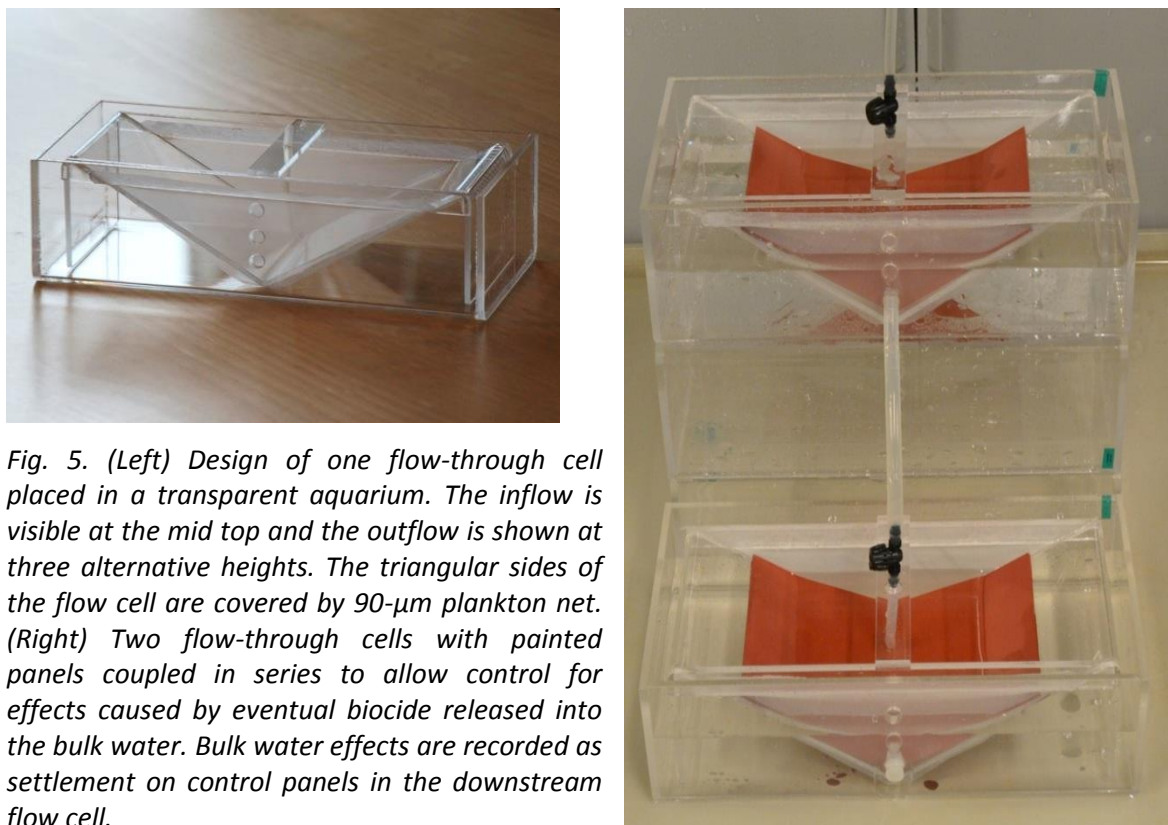 Fig. 5. (Left) Design of one flow-through cell
placed in a transparent aquarium. The inflow is
visible at the mid top and the outflow is shown at
three alternative heights. The triangular sides of
the flow cell are covered by 90-µm plankton net.
(Right) Two flow-through cells with painted
panels coupled in series to allow control for
effects caused by eventual biocide released into
the bulk water. Bulk water effects are recorded as
settlement on control panels in the downstream
flow cell.